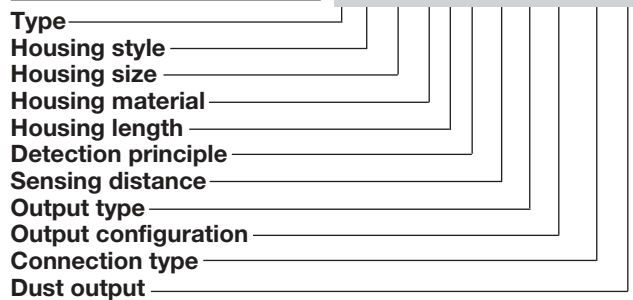 Type
Housing style
Housing size
Housing material
Housing length
Detection principle
Sensing distance
Output type
Output configuration
Connection type
Dust output